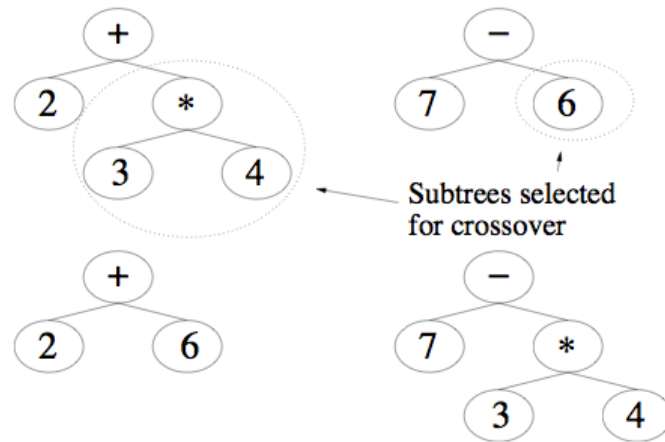 + −
2 * 7 6
3 4
Subtrees selected
for crossover
+ −
2 6 7 *
3 4